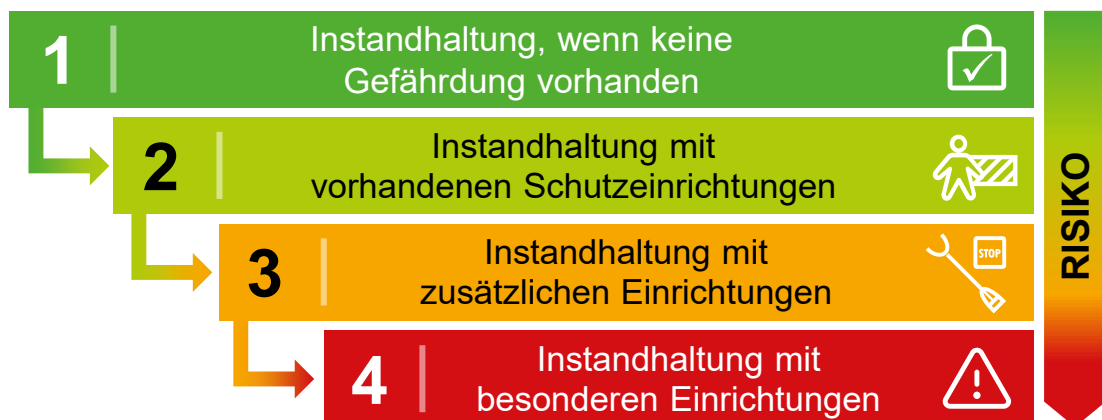 1
Instandhaltung, wenn keine
Gefährdung vorhanden
2
Instandhaltung mit
vorhandenen Schutzeinrichtungen
3
Instandhaltung mit
zusätzlichen Einrichtungen
STOP
4
Instandhaltung mit
besonderen Einrichtungen
RISIKO